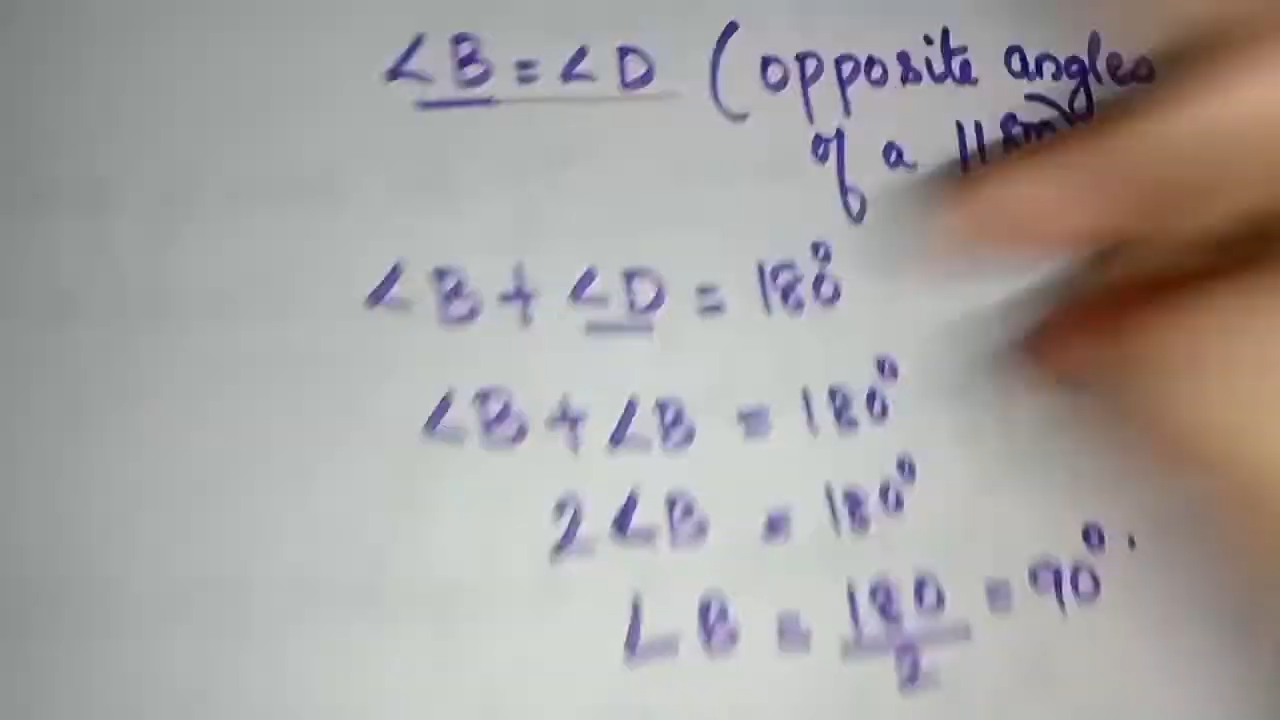 ∠B = ∠D (opposite angles
of a ||gm)
∠B + ∠D = 180°
∠B + ∠B = 180°
2∠B = 180°
∠B = 180/2 = 90°.